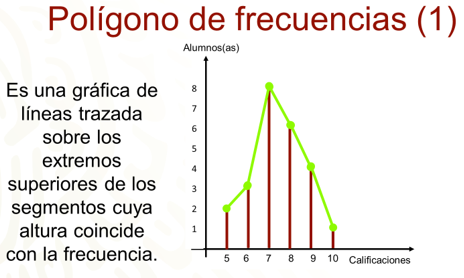 Polígono de frecuencias (1)
Es una gráfica de
líneas trazada
sobre los
extremos
superiores de los
segmentos cuya
altura coincide
con la frecuencia.
Alumnos(as)
8
7
6
5
4
3
2
1
5 6 7 8 9 10 Calificaciones